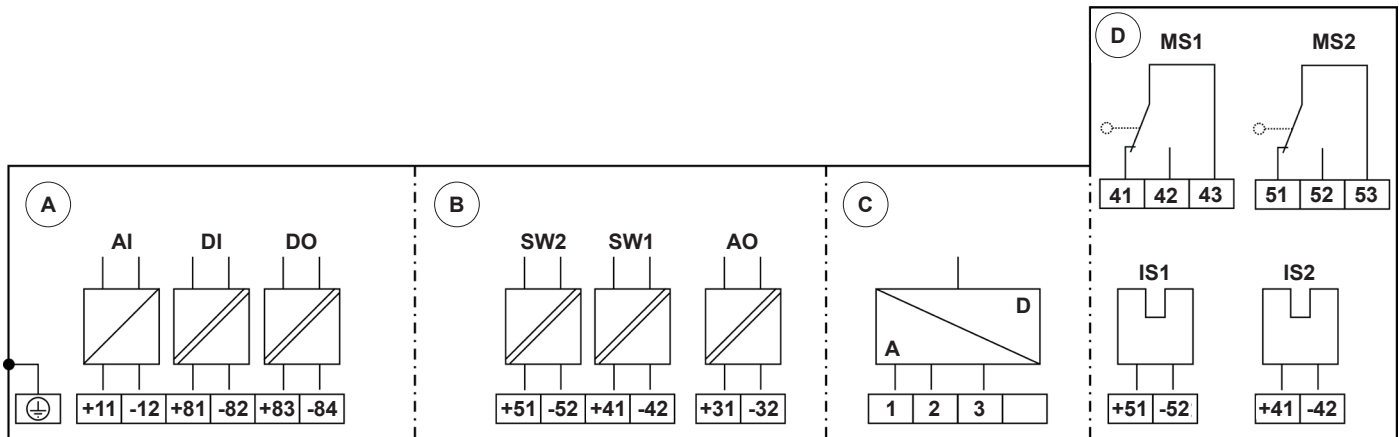 D
MS1 MS2
41 42 43 51 52 53
A B C
AI DI DO SW2 SW1 AO IS1 IS2
D
A
+11 -12 +81 -82 +83 -84 +51 -52 +41 -42 +31 -32 1 2 3 +51 -52 +41 -42